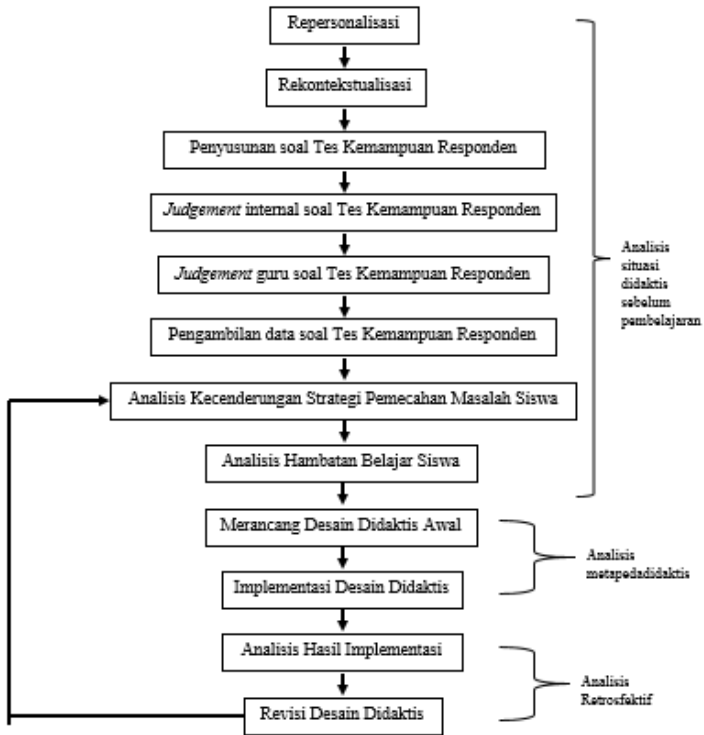 Repersonalisasi
Rekontekstualisasi
Penyusunan soal Tes Kemampuan Responden
Judgement internal soal Tes Kemampuan Responden
Judgement guru soal Tes Kemampuan Responden
Pengambilan data soal Tes Kemampuan Responden
Analisis Kecenderungan Strategi Pemecahan Masalah Siswa
Analisis Hambatan Belajar Siswa
Analisis
situasi
didaktis
sebelum
pembelajaran
Merancang Desain Didaktis Awal
Implementasi Desain Didaktis
Analisis
metapedadidaktis
Analisis Hasil Implementasi
Revisi Desain Didaktis
Analisis
Retrosfektif